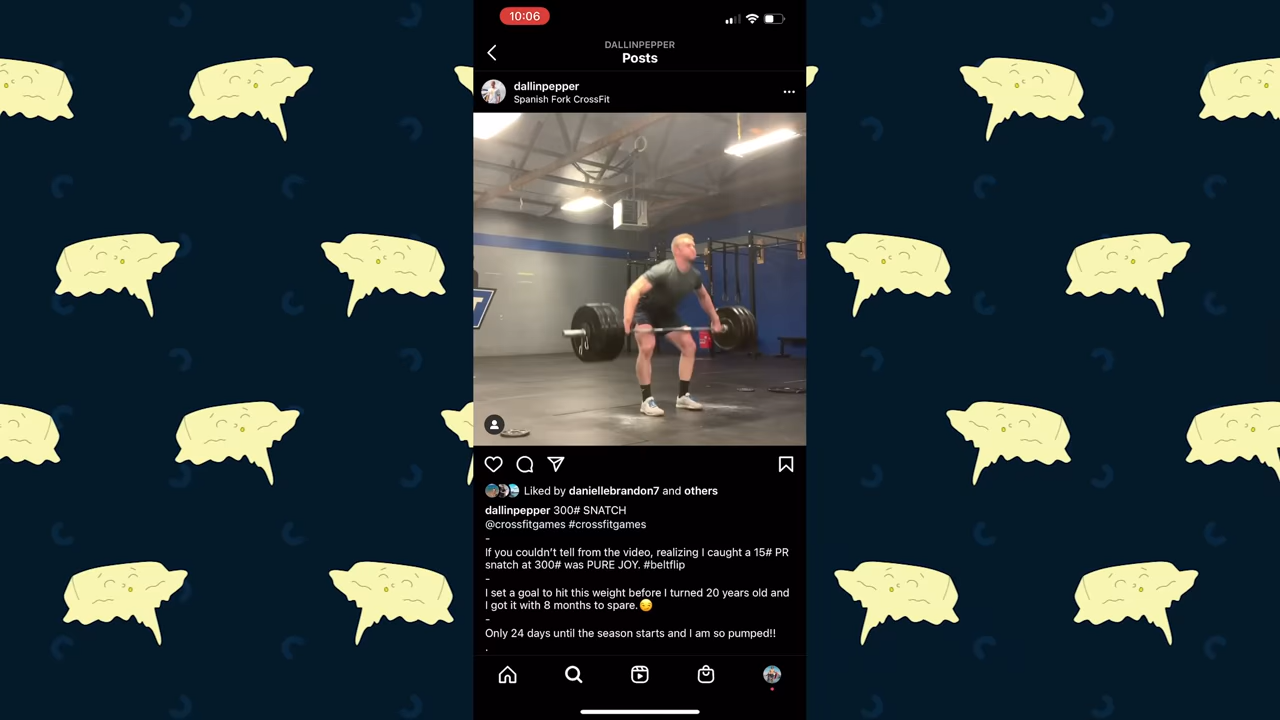 10:06
DALLINPEPPER
Posts
dallinpepper
Spanish Fork CrossFit
T
Liked by daniellebrandon7 and others
dallinpepper 300# SNATCH
@crossfitgames #crossfitgames
-
If you couldn’t tell from the video, realizing I caught a 15# PR
snatch at 300# was PURE JOY. #beltflip
-
I set a goal to hit this weight before I turned 20 years old and
I got it with 8 months to spare.😏
-
Only 24 days until the season starts and I am so pumped!!
.